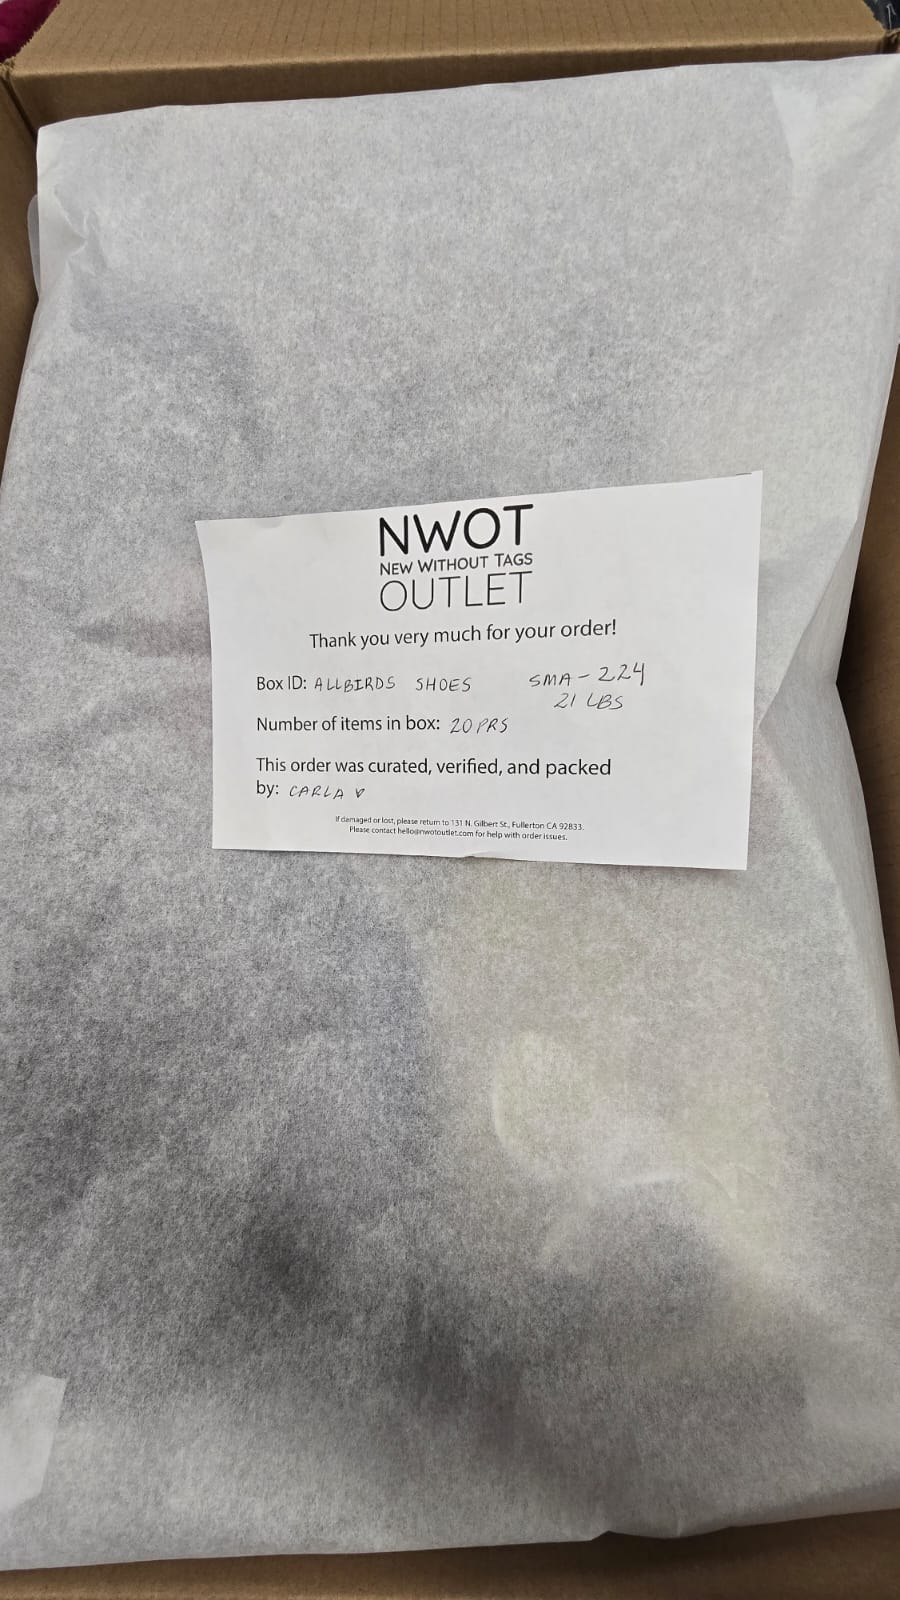 NWOT
NEW WITHOUT TAGS
OUTLET
Thank you very much for your order!
Box ID: ALLBIRDS SHOES SMA-224
21 LBS
Number of items in box: 20 PRS
This order was curated, verified, and packed
by: CARLA ♥
If damaged or lost, please return to 131 N. Gilbert St., Fullerton CA 92833.
Please contact hello@nwotoutlet.com for help with order issues.